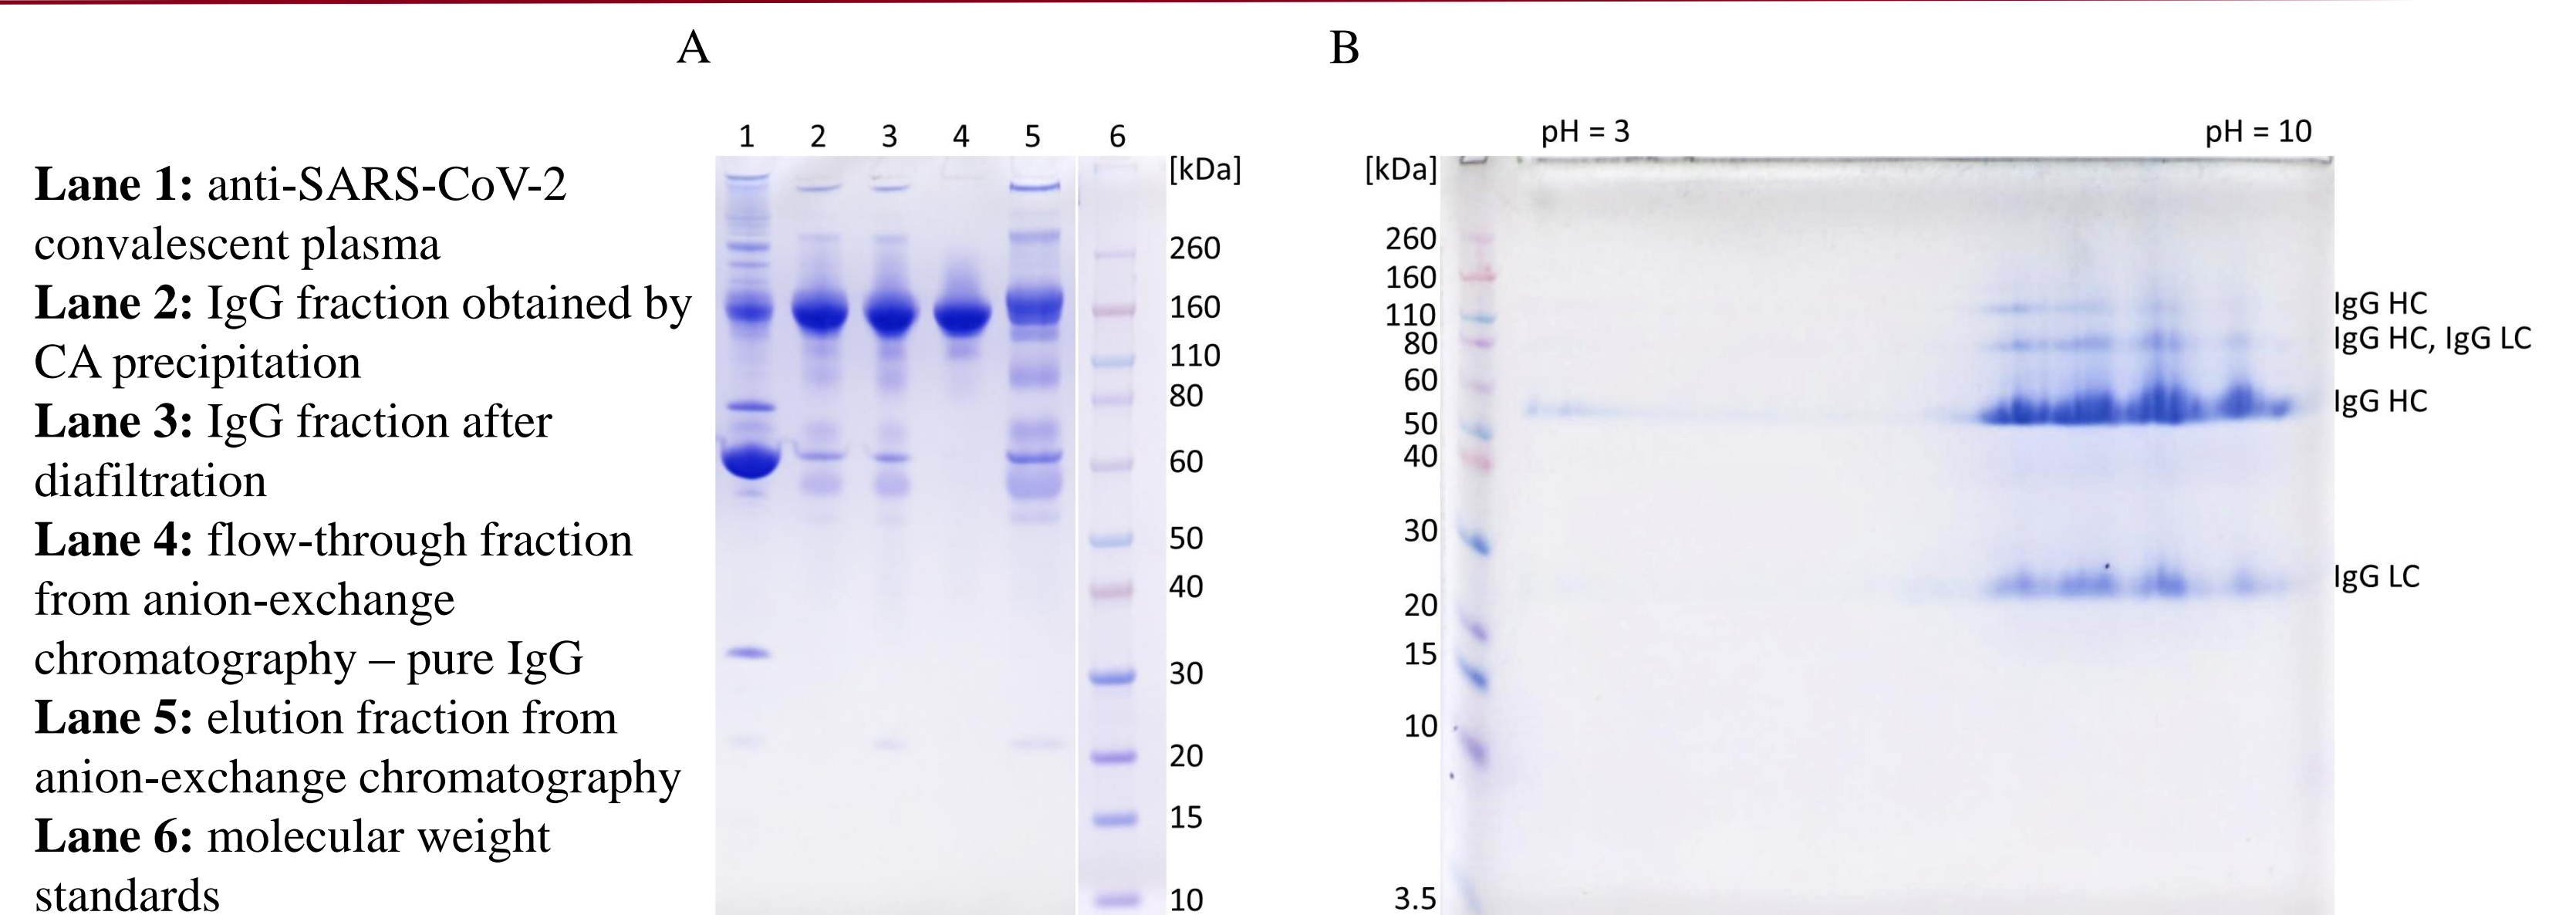 A
B
Lane 1: anti-SARS-CoV-2
convalescent plasma
Lane 2: IgG fraction obtained by
CA precipitation
Lane 3: IgG fraction after
diafiltration
Lane 4: flow-through fraction
from anion-exchange
chromatography – pure IgG
Lane 5: elution fraction from
anion-exchange chromatography
Lane 6: molecular weight
standards
1 2 3 4 5 6
[kDa]
260
160
110
80
60
50
40
30
20
15
10
pH = 3 pH = 10
[kDa]
260
160
110
80
60
50
40
30
20
15
10
3.5
IgG HC
IgG HC, IgG LC
IgG HC
IgG LC